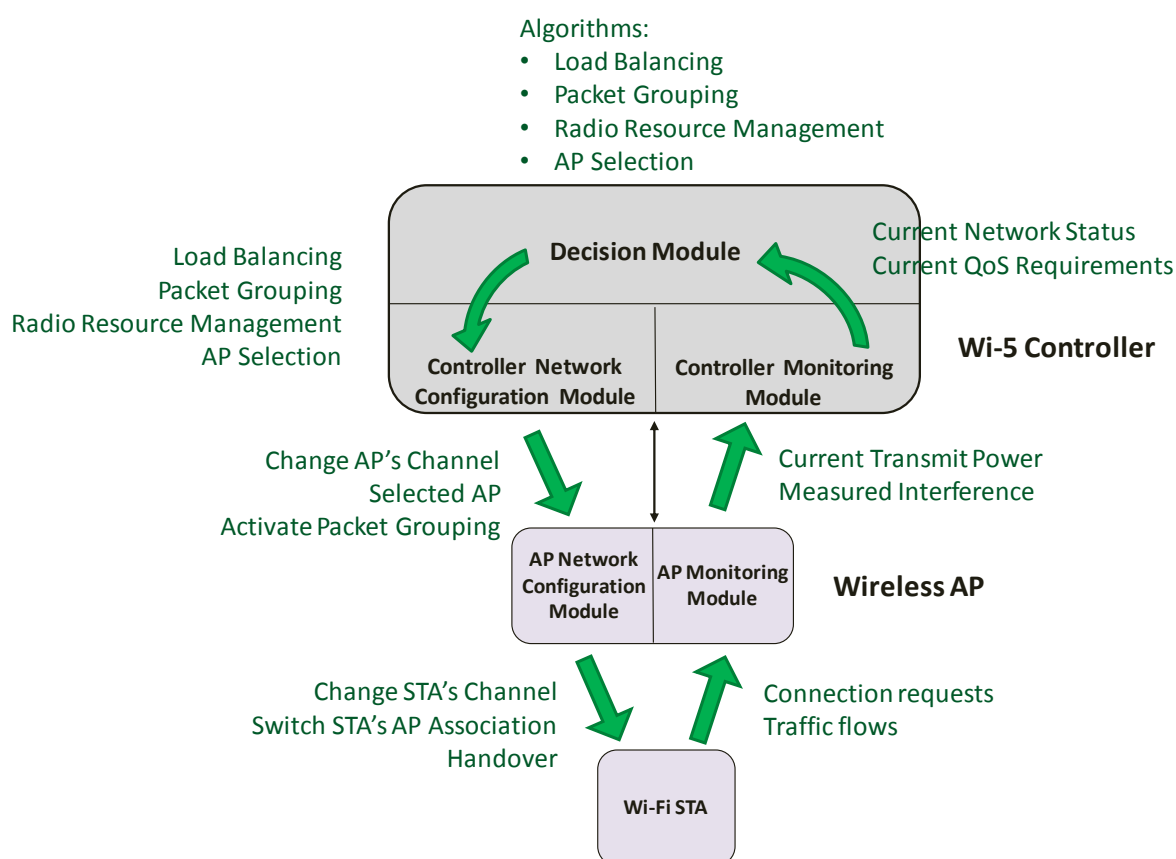 Algorithms:
• Load Balancing
• Packet Grouping
• Radio Resource Management
• AP Selection
Decision Module
Current Network Status
Current QoS Requirements
Load Balancing
Packet Grouping
Radio Resource Management
AP Selection
Controller Network
Configuration Module
Controller Monitoring
Module
Wi-5 Controller
Change AP's Channel
Selected AP
Activate Packet Grouping
Current Transmit Power
Measured Interference
AP Network
Configuration
Module
AP Monitoring
Module
Wireless AP
Change STA's Channel
Switch STA's AP Association
Handover
Connection requests
Traffic flows
Wi-Fi STA